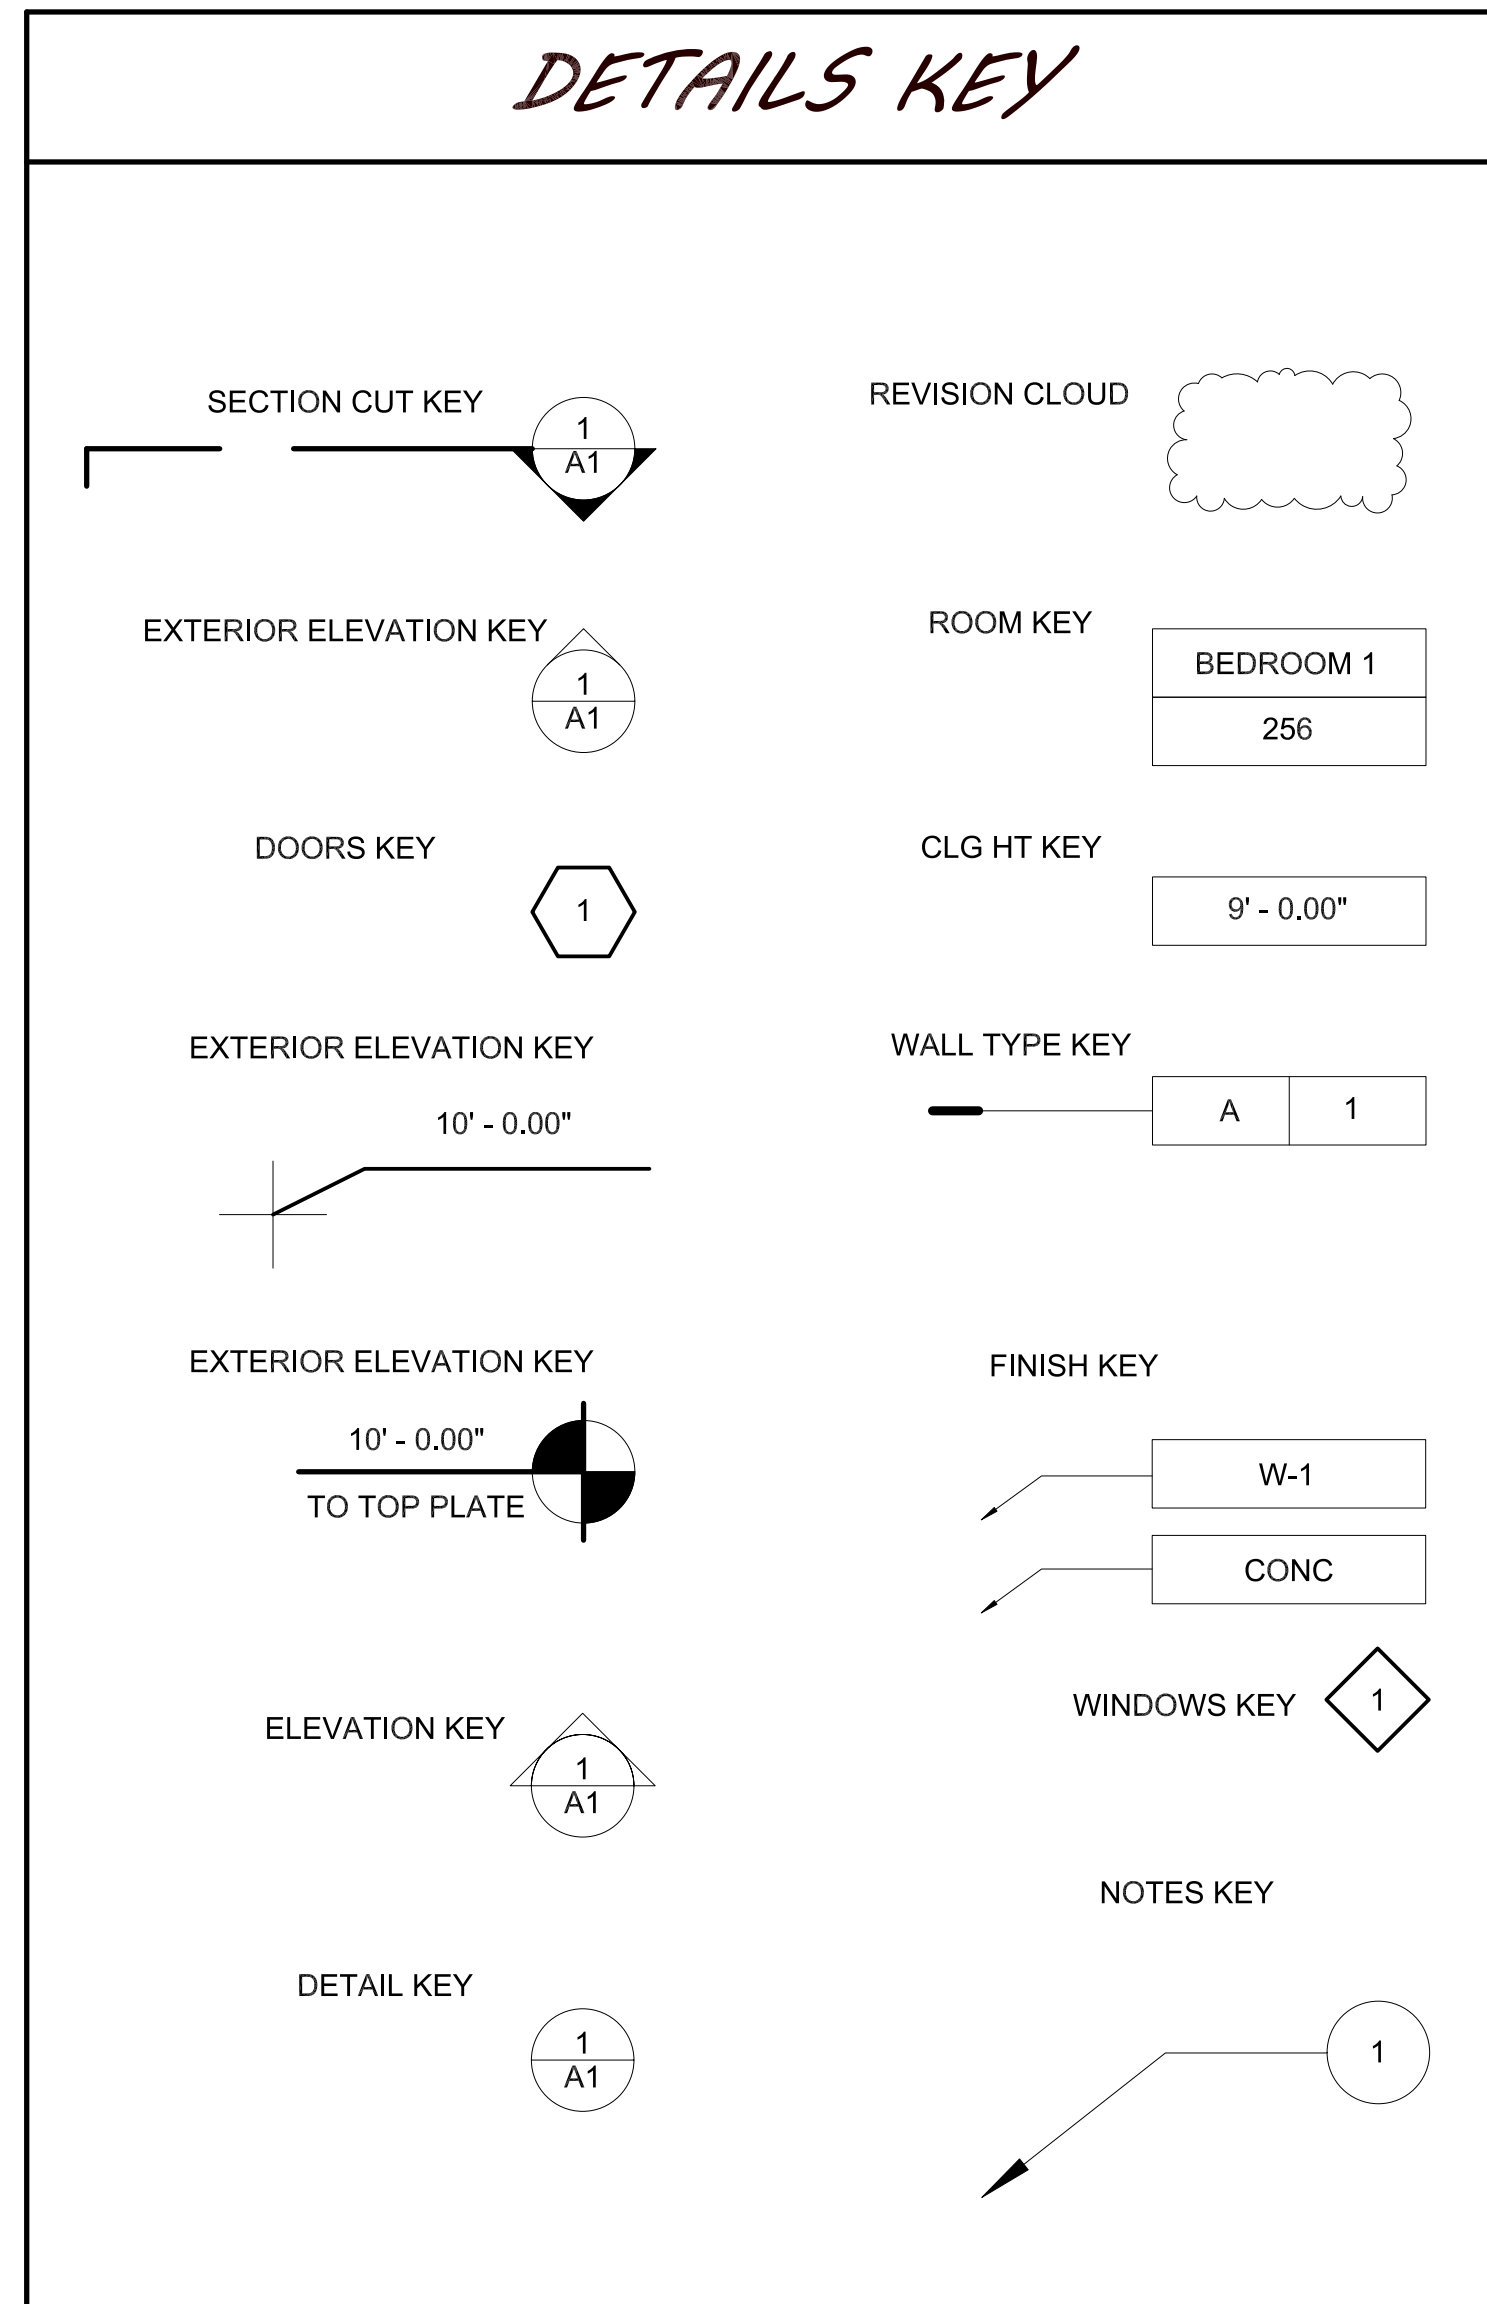 DETAILS KEY
SECTION CUT KEY
1
A1
EXTERIOR ELEVATION KEY
1
A1
DOORS KEY
1
EXTERIOR ELEVATION KEY
10' - 0.00"
EXTERIOR ELEVATION KEY
10' - 0.00"
TO TOP PLATE
ELEVATION KEY
1
A1
DETAIL KEY
1
A1
REVISION CLOUD
ROOM KEY
BEDROOM 1
256
CLG HT KEY
9' - 0.00"
WALL TYPE KEY
A 1
FINISH KEY
W-1
CONC
WINDOWS KEY 1
NOTES KEY
1